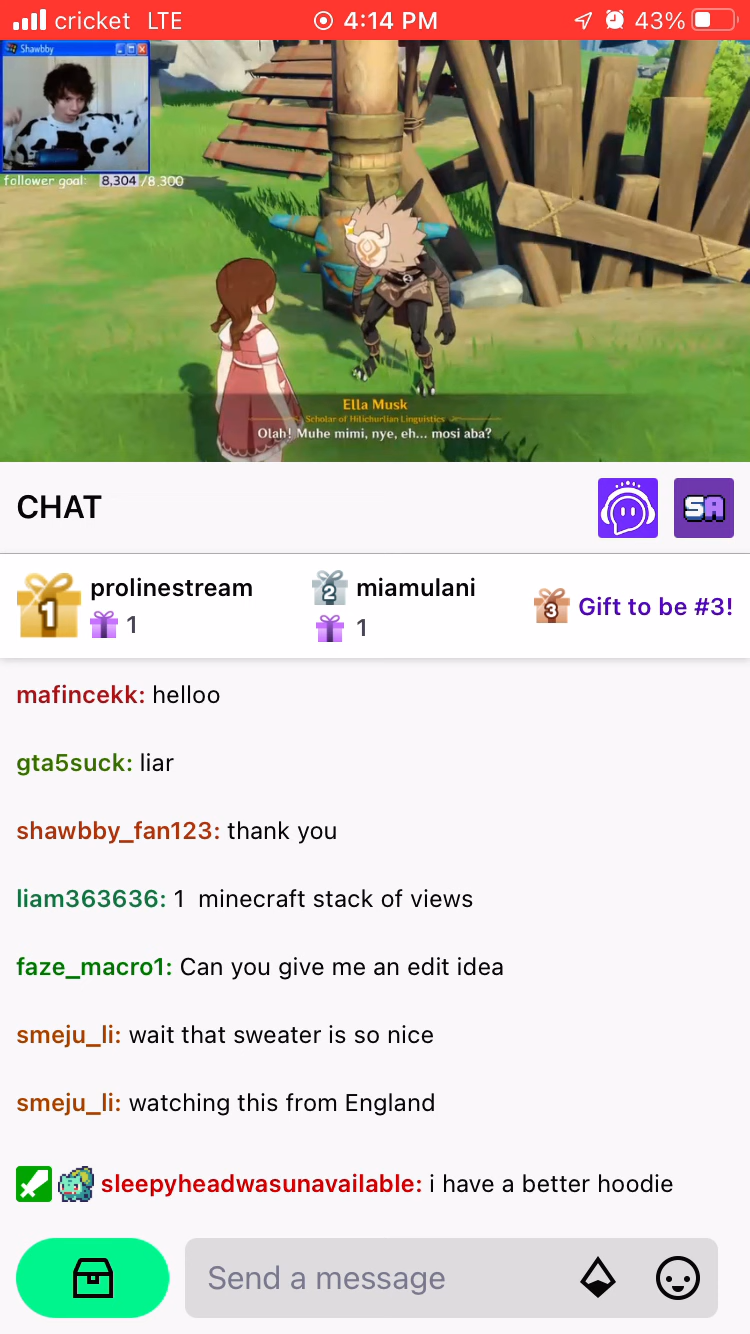 cricket LTE 4:14 PM 43%
Shawbby
follower goal: 8,304 /8.300
Ella Musk
Scholar of Hilichurlian Linguistics
Olah! Muhe mimi, nye, eh... mosi aba?
CHAT
SA
1 prolinestream 2 miamulani 3 Gift to be #3!
1 1
mafincekk: helloo
gta5suck: liar
shawbby_fan123: thank you
liam363636: 1 minecraft stack of views
faze_macro1: Can you give me an edit idea
smeju_li: wait that sweater is so nice
smeju_li: watching this from England
sleepyheadwasunavailable: i have a better hoodie
Send a message